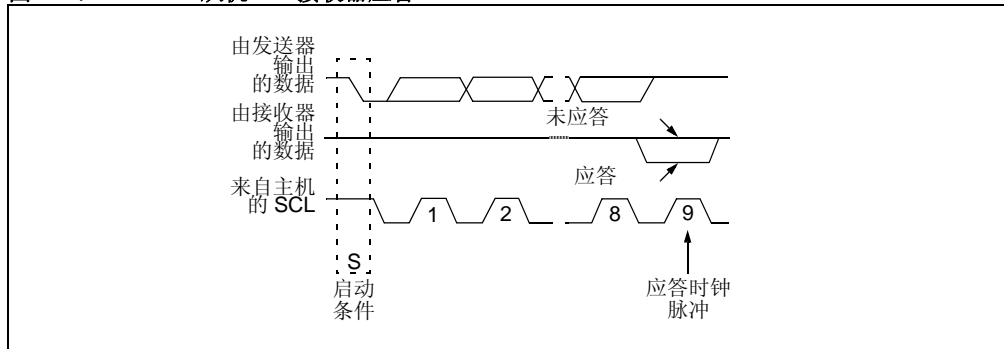 由发送器
输出
的数据
由接收器
输出
的数据
未应答
应答
来自主机
的 SCL
1
2
8
9
S
启动
条件
应答时钟
脉冲